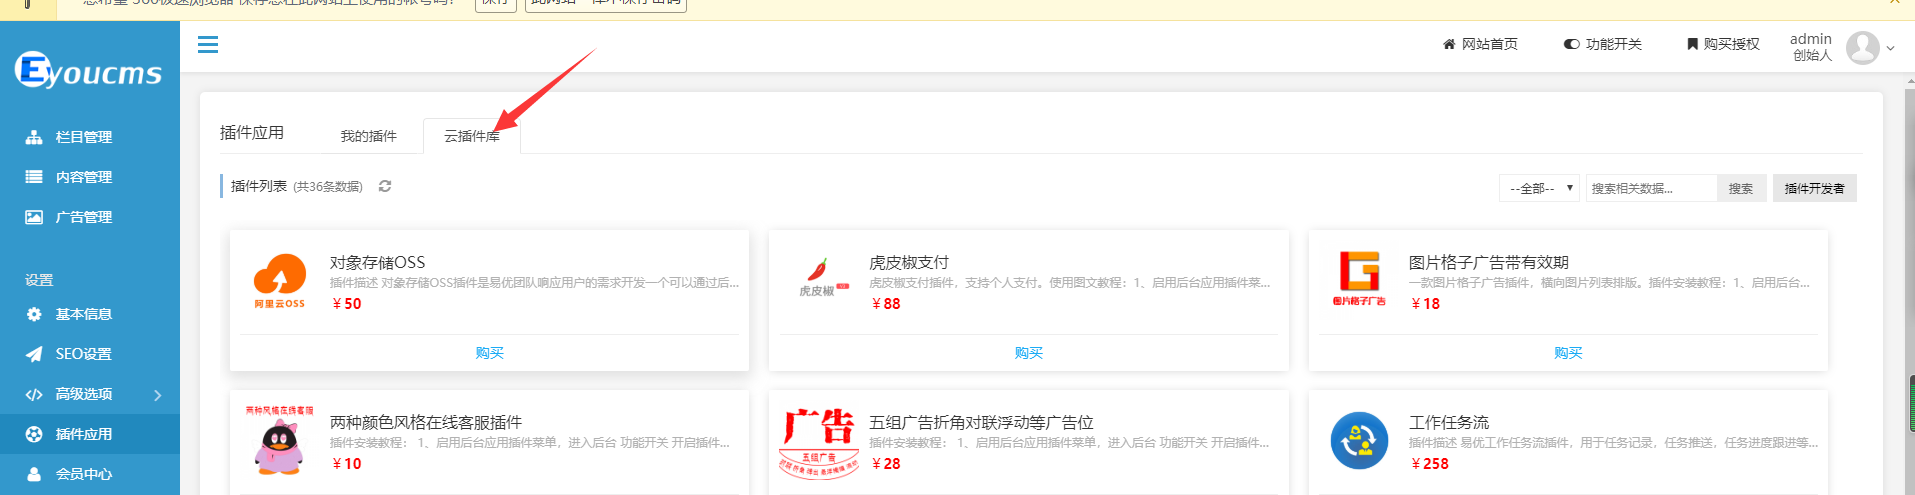 保存
Eyoucms
网站首页
功能开关
购买授权
admin
创始人
栏目管理
内容管理
广告管理
设置
基本信息
SEO设置
高级选项
插件应用
会员中心
插件应用
我的插件
云插件库
插件列表 (共36条数据)
--全部--
搜索相关数据...
搜索
插件开发者
阿里云OSS
对象存储OSS
插件描述 对象存储OSS插件是易优团队响应用户的需求开发一个可以通过后...
¥50
购买
虎皮椒
虎皮椒支付
虎皮椒支付插件，支持个人支付。使用图文教程：1、启用后台应用插件菜...
¥88
购买
图片格子广告
图片格子广告带有效期
一款图片格子广告插件，横向图片列表排版。插件安装教程：1、启用后台...
¥18
购买
两种风格在线客服
两种颜色风格在线客服插件
插件安装教程： 1、启用后台应用插件菜单，进入后台 功能开关 开启插件...
¥10
广告
五组广告
五组广告折角对联浮动等广告位
插件安装教程： 1、启用后台应用插件菜单，进入后台 功能开关 开启插件...
¥28
工作任务流
插件描述 易优工作任务流插件，用于任务记录，任务推送，任务进度跟进等...
¥258